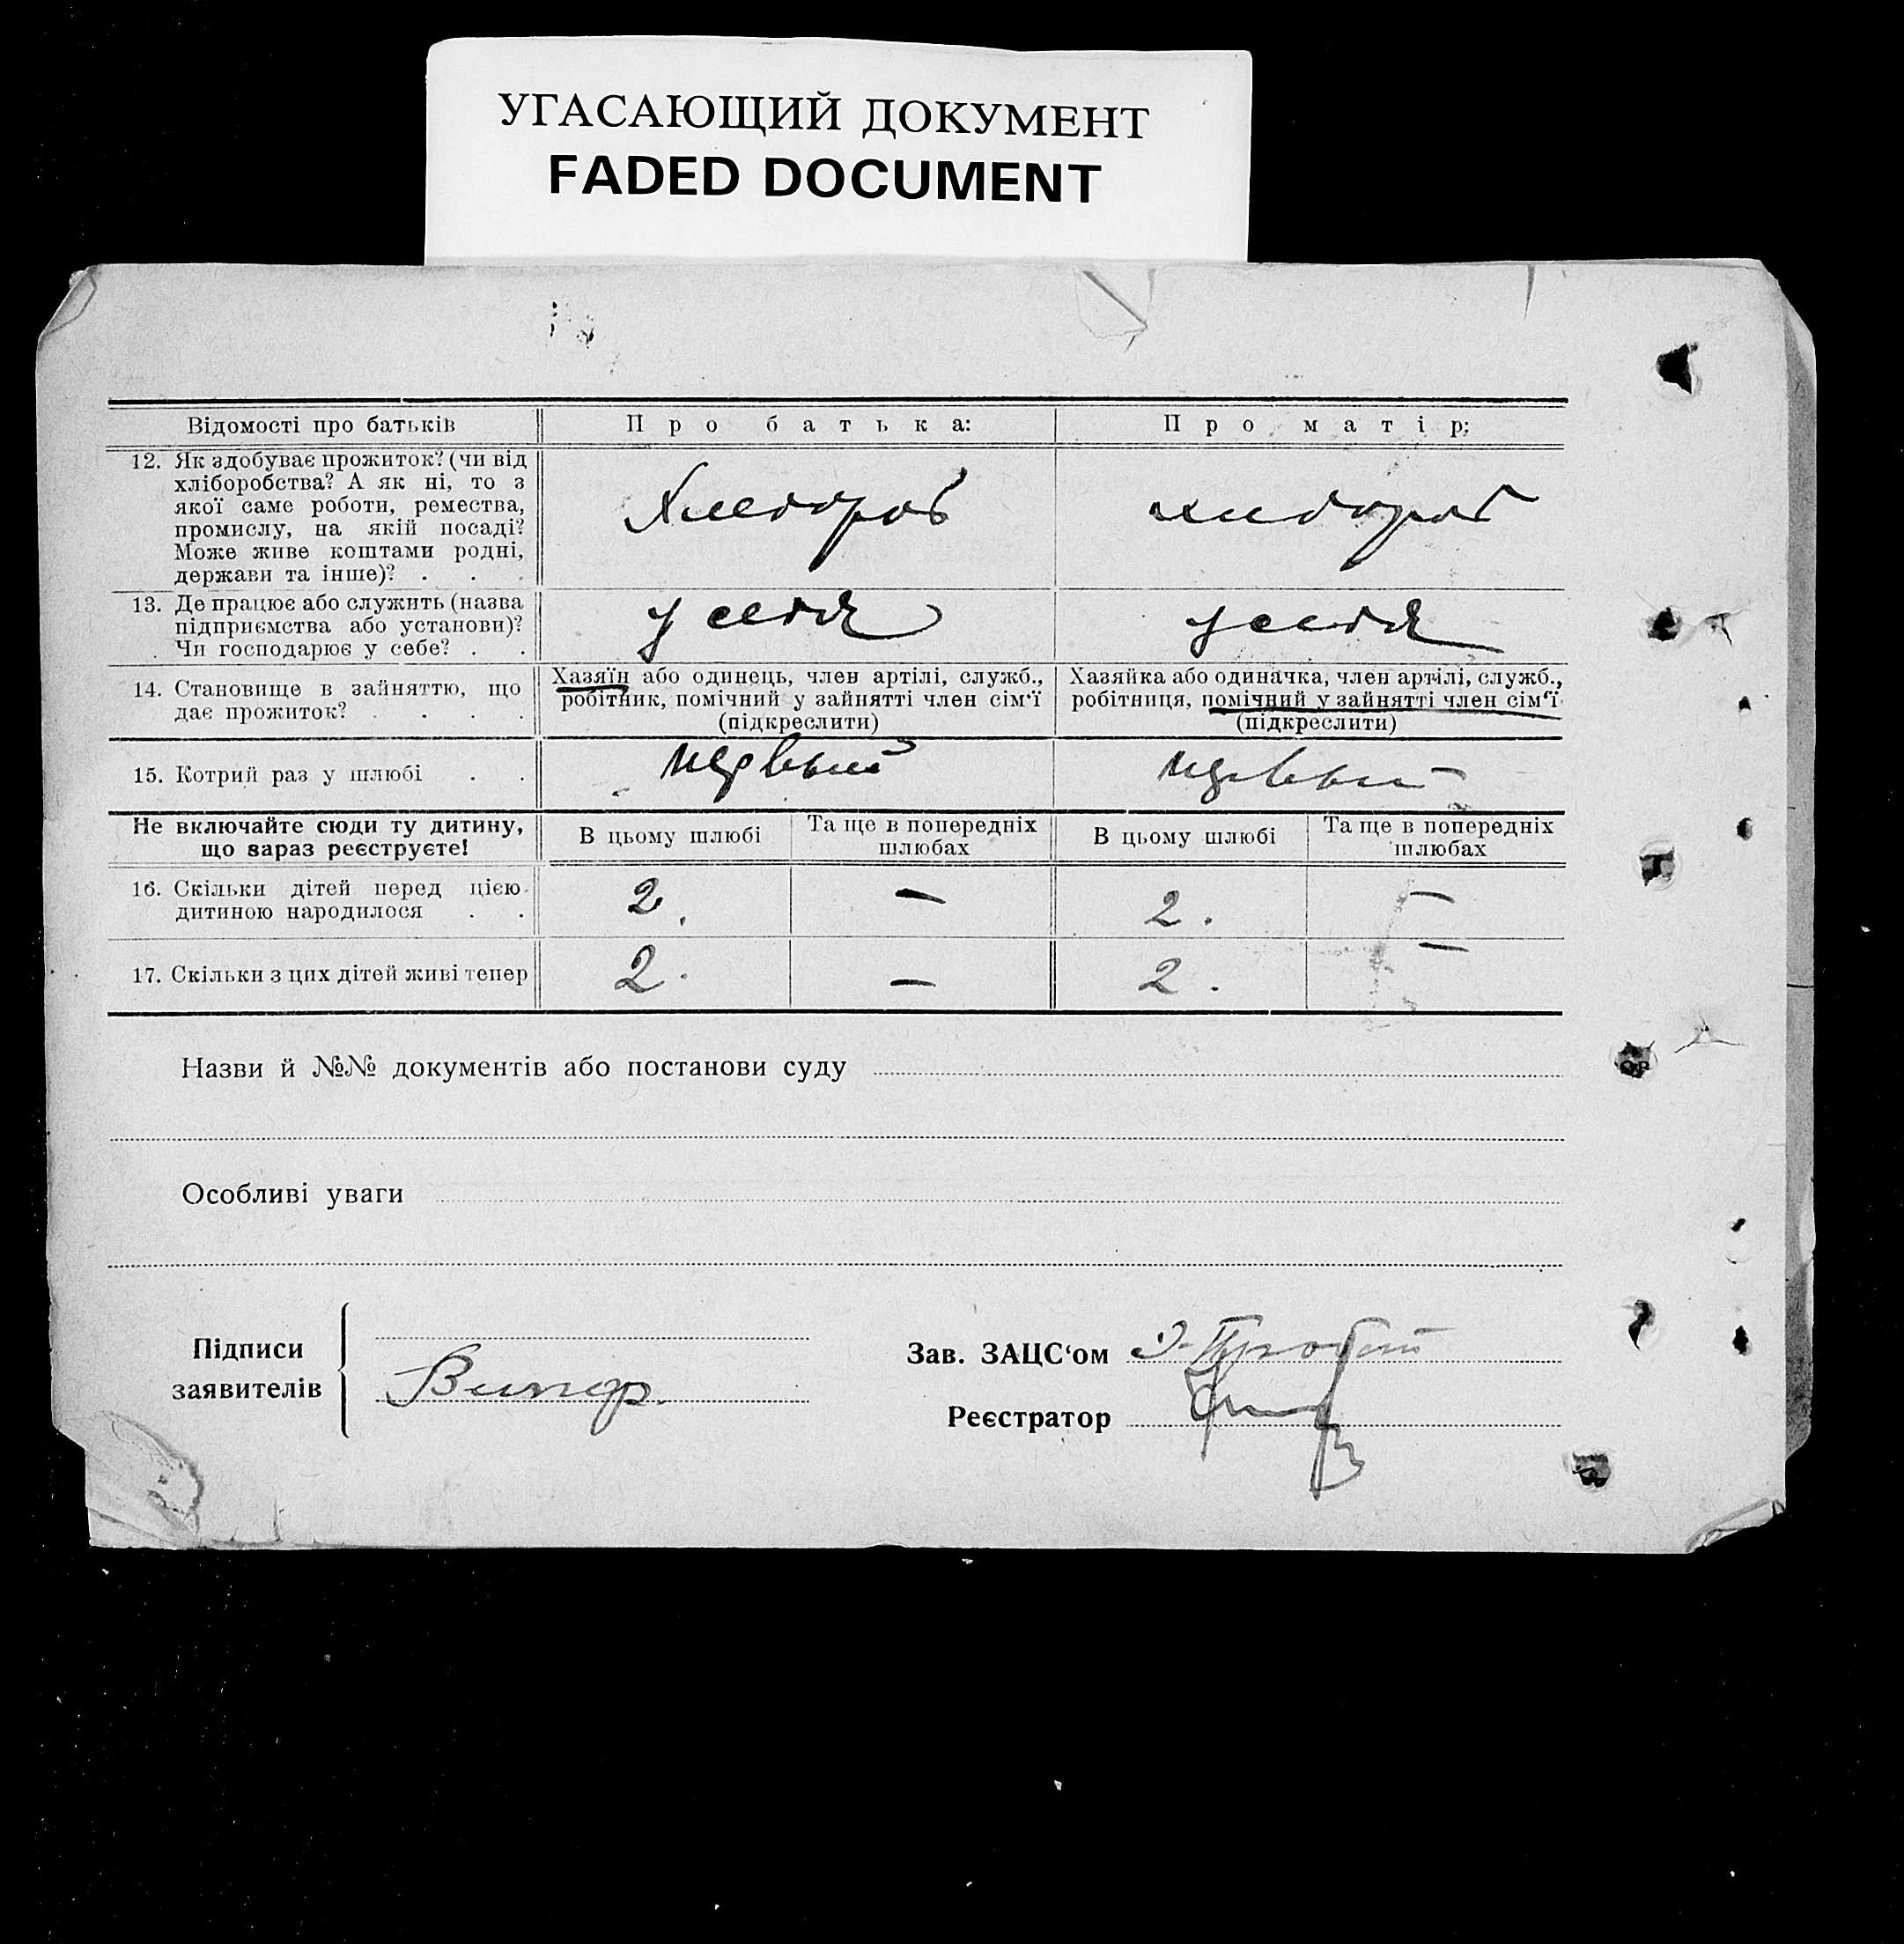 УГАСАЮЩИЙ ДОКУМЕНТ
FADED DOCUMENT
Відомості про батьків
Про батька:
Про матір:
12. Як здобуває прожиток? (чи від
хліборобства? А як ні, то з
якої саме роботи, ремества,
промислу, на якій посаді?
Може живе коштами родні,
держави та інше)? . . .
Хлебороб
хлебороб
13. Де працює або служить (назва
підприємства або установи)?
Чи господарює у себе? . .
у себя
у себя
14. Становище в зайняттю, що
дає прожиток? . . . .
Хазяїн або одинець, член артілі, служб.,
робітник, помічний у зайнятті член сім'ї
(підкреслити)
Хазяйка або одиначка, член артілі, служб.,
робітниця, помічний у зайнятті член сім'ї
(підкреслити)
15. Котрий раз у шлюбі . .
первый
первый
Не включайте сюди ту дитину,
що зараз реєструєте!
В цьому шлюбі
Та ще в попередніх
шлюбах
В цьому шлюбі
Та ще в попередніх
шлюбах
16. Скільки дітей перед цією
дитиною народилося . .
2.
—
2.
—
17. Скільки з цих дітей живі тепер
2.
—
2.
—
Назви й №№ документів або постанови суду
Особливі уваги
Підписи
заявителів
Зав. ЗАЦС'ом
Реєстратор